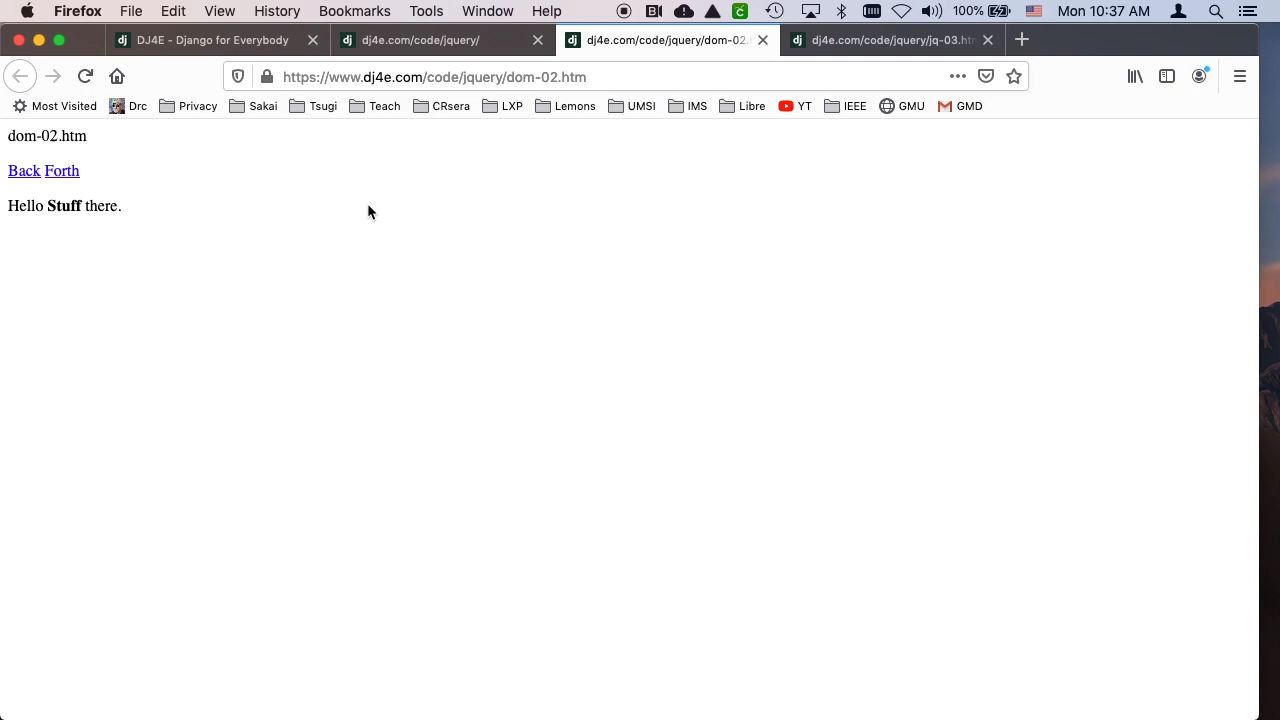 Firefox File Edit View History Bookmarks Tools Window Help 100% Mon 10:37 AM
DJ4E - Django for Everybody dj4e.com/code/jquery/ dj4e.com/code/jquery/dom-02. dj4e.com/code/jquery/jq-03.htm
https://www.dj4e.com/code/jquery/dom-02.htm
Most Visited Drc Privacy Sakai Tsugi Teach CRsera LXP Lemons UMSI IMS Libre YT IEEE GMU GMD
dom-02.htm
Back Forth
Hello Stuff there.